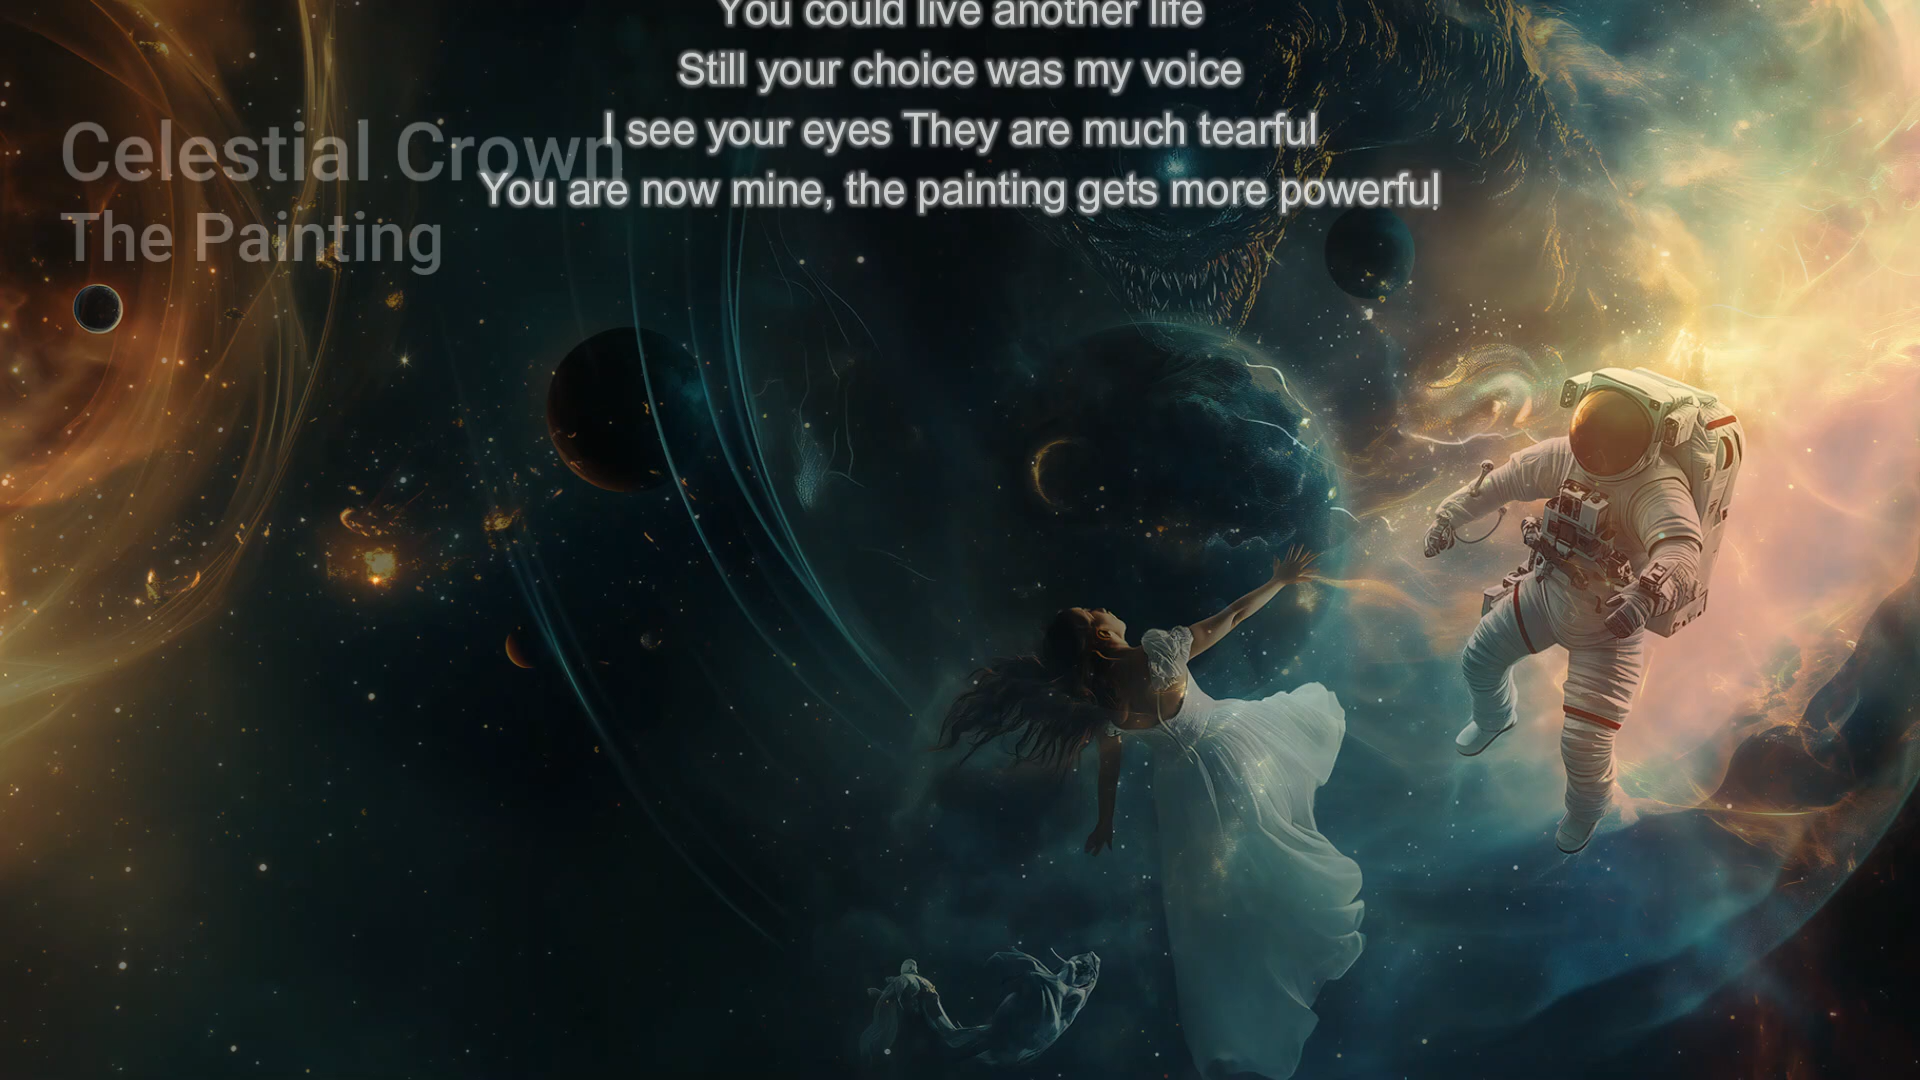 You could live another life
Still your choice was my voice
I see your eyes They are much tearful
You are now mine, the painting gets more powerful
Celestial Crown
The Painting